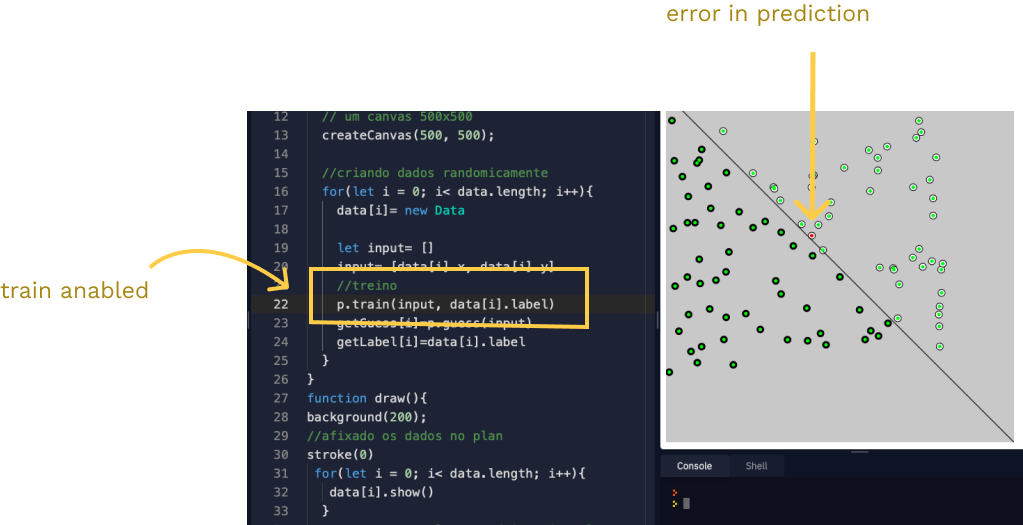 error in prediction
train anabled
12 // um canvas 500x500
13 createCanvas(500, 500);
14
15 //criando dados randomicamente
16 for(let i = 0; i< data.length; i++){
17 data[i]= new Data
18
19 let input= []
20 input= [data[i].x, data[i].y]
21 //treino
22 p.train(input, data[i].label)
23 getGuess[i]=p.guess(input)
24 getLabel[i]=data[i].label
25 }
26 }
27 function draw(){
28 background(200);
29 //afixado os dados no plan
30 stroke(0)
31 for(let i = 0; i< data.length; i++){
32 data[i].show()
33 }
Console Shell